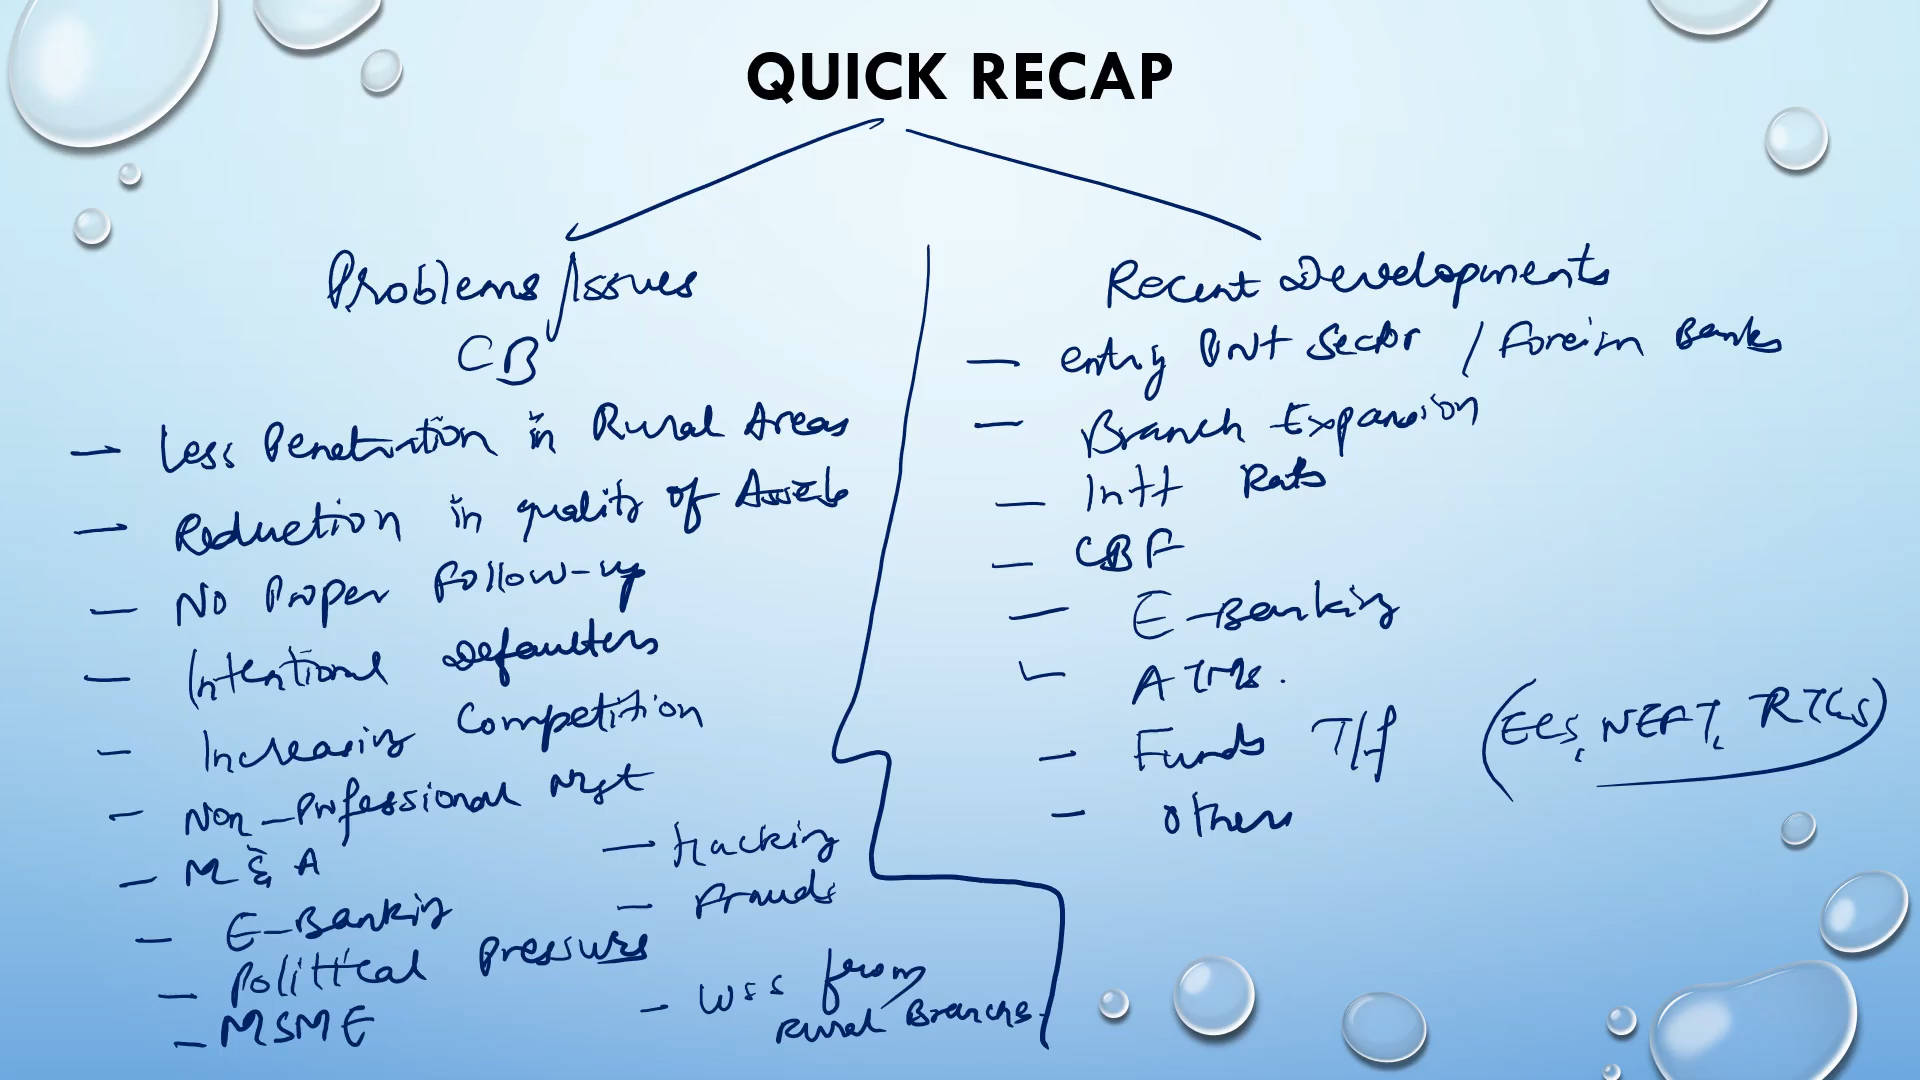 QUICK RECAP
Problems/Issues
CB
— Less Penetration in Rural Areas
— Reduction in quality of Assets
— No Proper Follow-up
— Intentional Defaulters
— Increasing Competition
— Non-Professional Mgt
— M & A
— E-Banking
— Political Pressures
— MSME
— Hacking
— Frauds
— from
Rural Branches.
Recent Developments
— entry Pvt Sector / Foreign Banks
— Branch Expansion
— Intt Rates
— CBF
— E-Banking
— ATMs.
— Funds T/f (ECS, NEFT, RTGS)
— Others